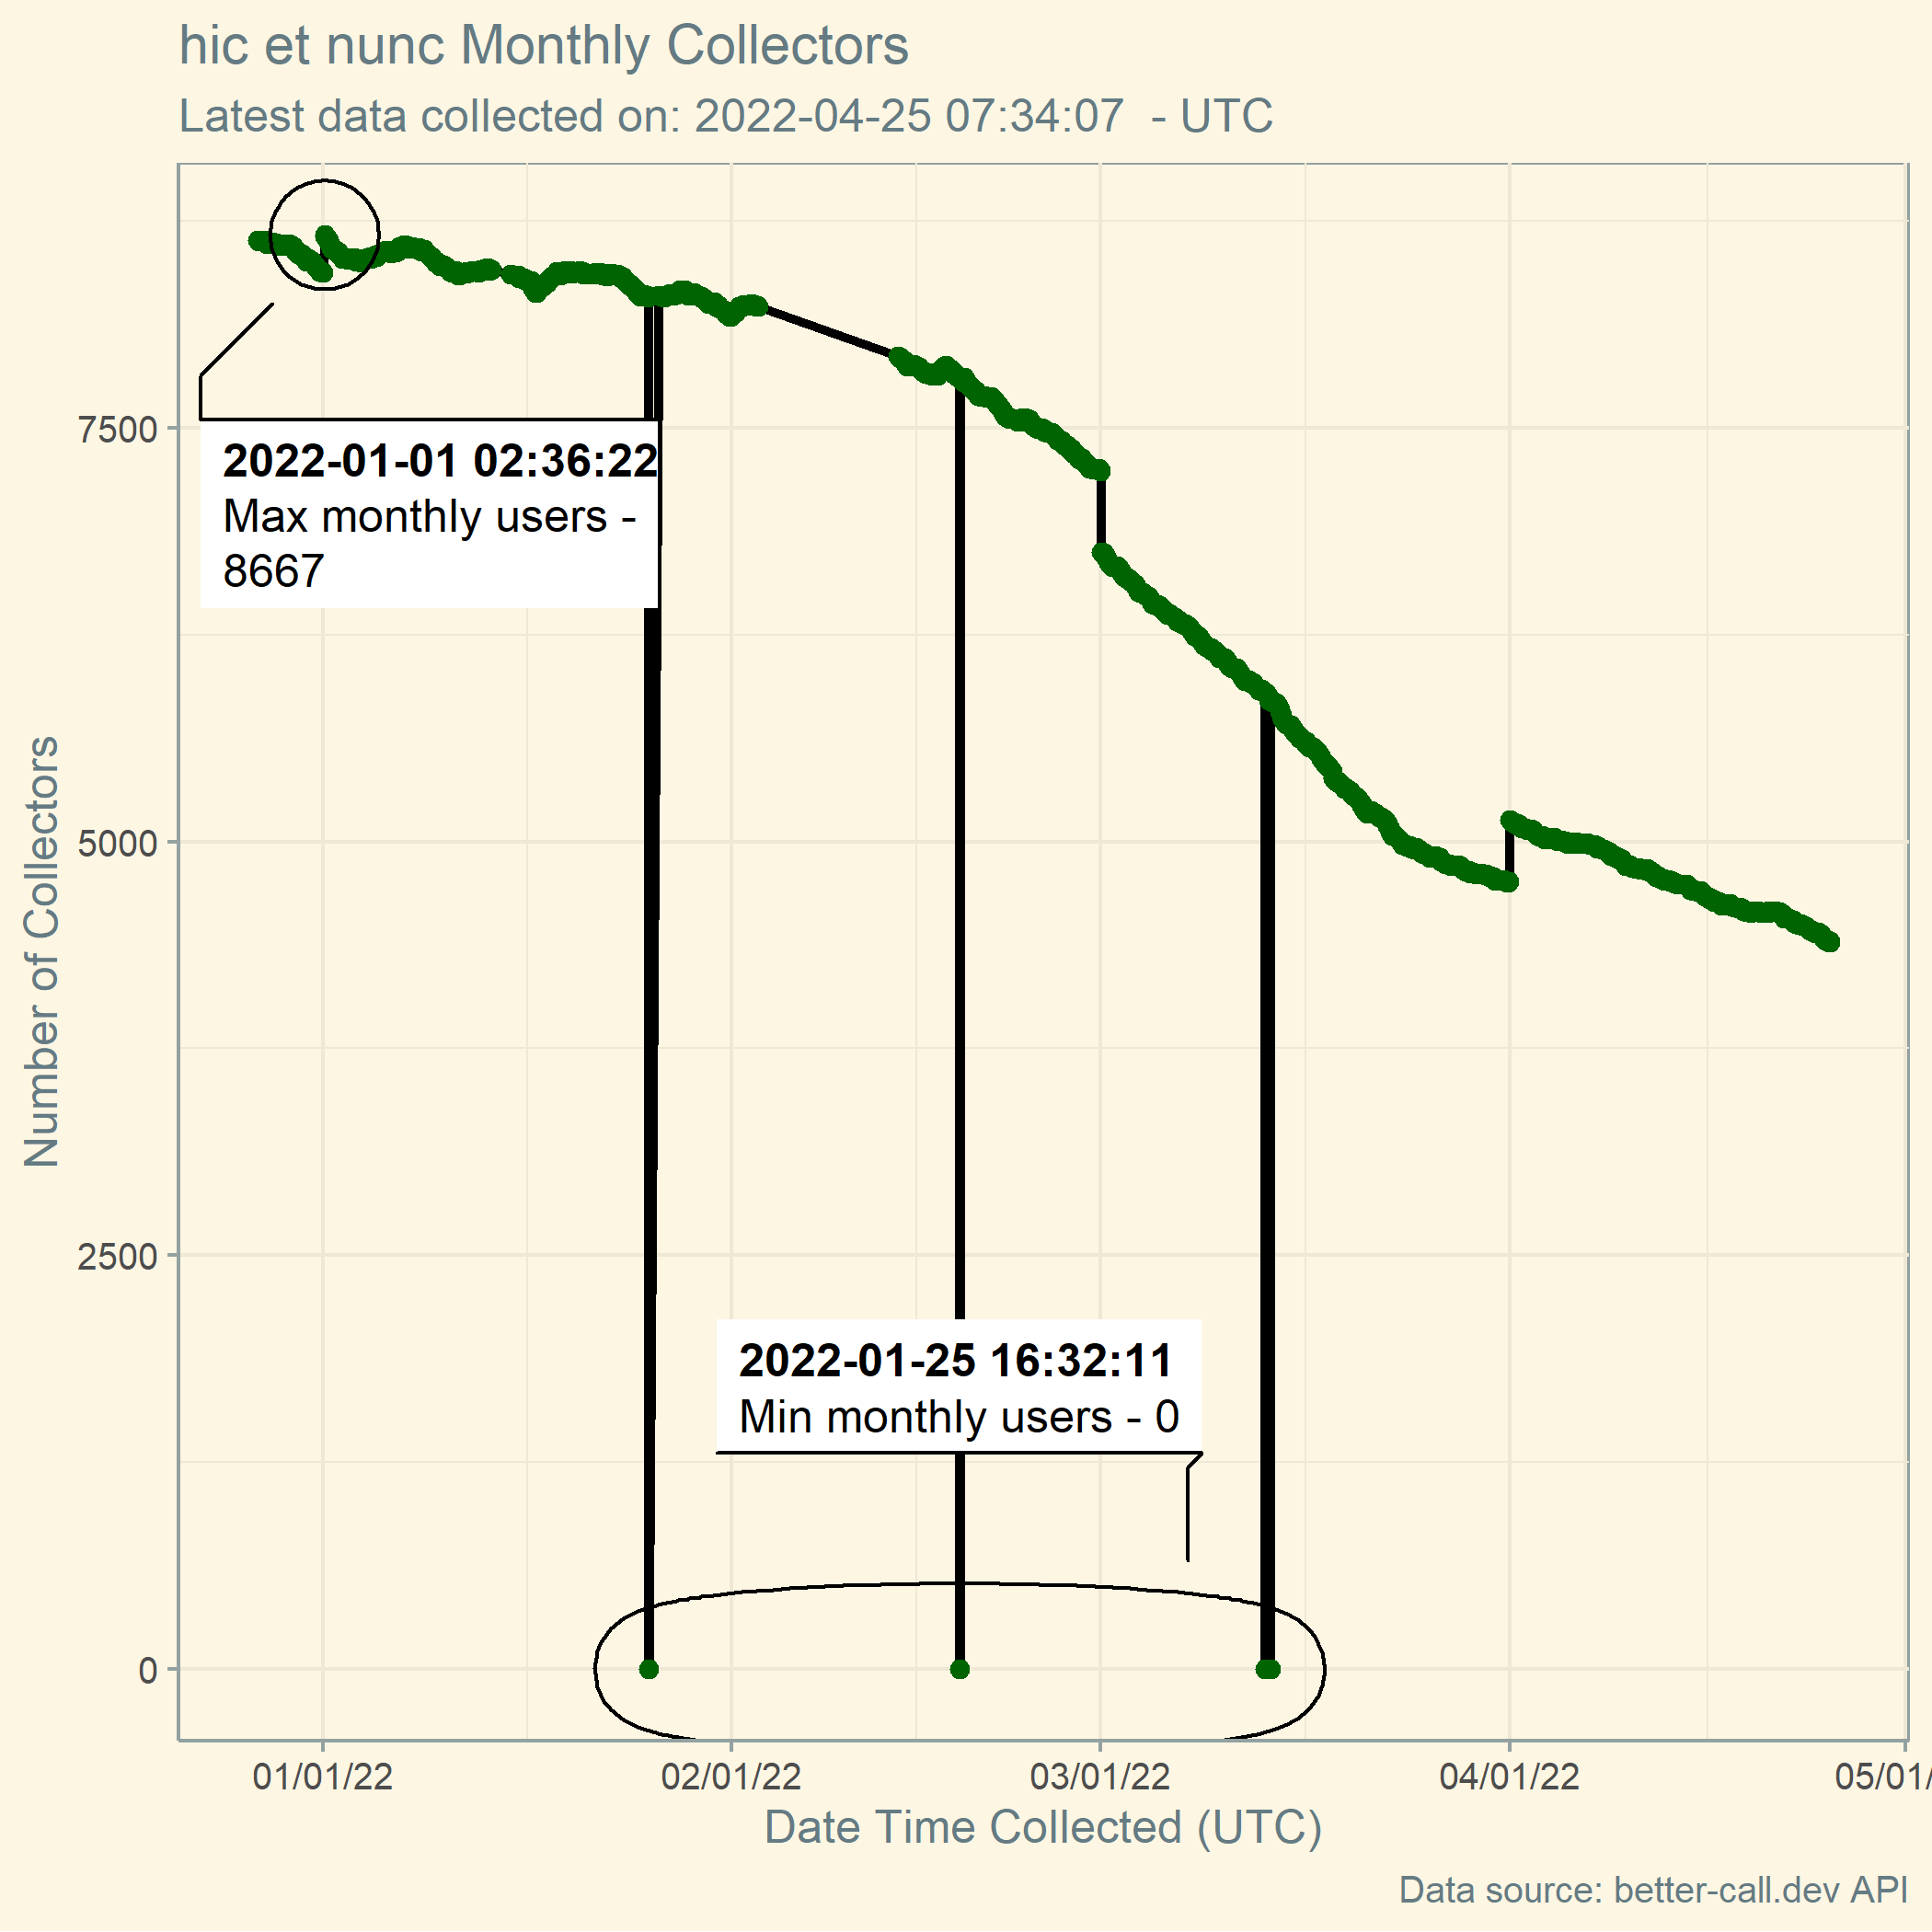 hic et nunc Monthly Collectors
Latest data collected on: 2022-04-25 07:34:07  - UTC
Number of Collectors
7500
5000
2500
0
2022-01-01 02:36:22
Max monthly users -
8667
2022-01-25 16:32:11
Min monthly users - 0
01/01/22
02/01/22
03/01/22
04/01/22
05/01/
Date Time Collected (UTC)
Data source: better-call.dev API